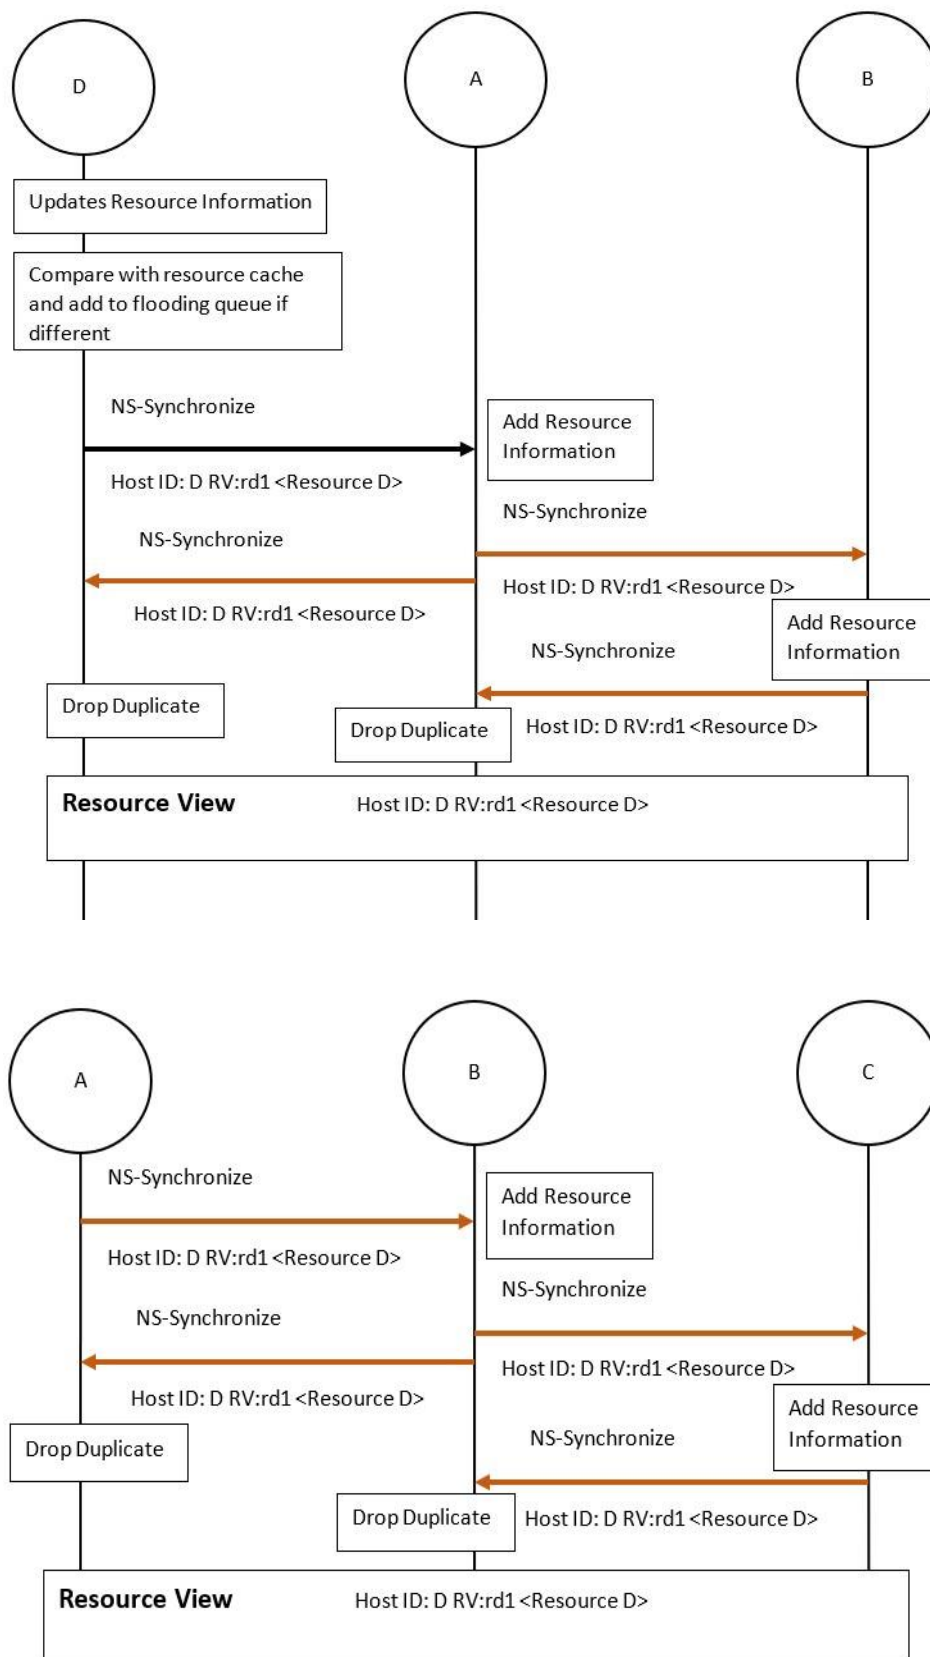 D
A
B
Updates Resource Information
Compare with resource cache
and add to flooding queue if
different
NS-Synchronize
Host ID: D RV:rd1 <Resource D>
Add Resource
Information
NS-Synchronize
Host ID: D RV:rd1 <Resource D>
NS-Synchronize
Host ID: D RV:rd1 <Resource D>
Add Resource
Information
NS-Synchronize
Host ID: D RV:rd1 <Resource D>
Drop Duplicate
Drop Duplicate
Resource View Host ID: D RV:rd1 <Resource D>
A
B
C
NS-Synchronize
Host ID: D RV:rd1 <Resource D>
Add Resource
Information
NS-Synchronize
Host ID: D RV:rd1 <Resource D>
NS-Synchronize
Host ID: D RV:rd1 <Resource D>
Add Resource
Information
NS-Synchronize
Host ID: D RV:rd1 <Resource D>
Drop Duplicate
Drop Duplicate
Resource View Host ID: D RV:rd1 <Resource D>